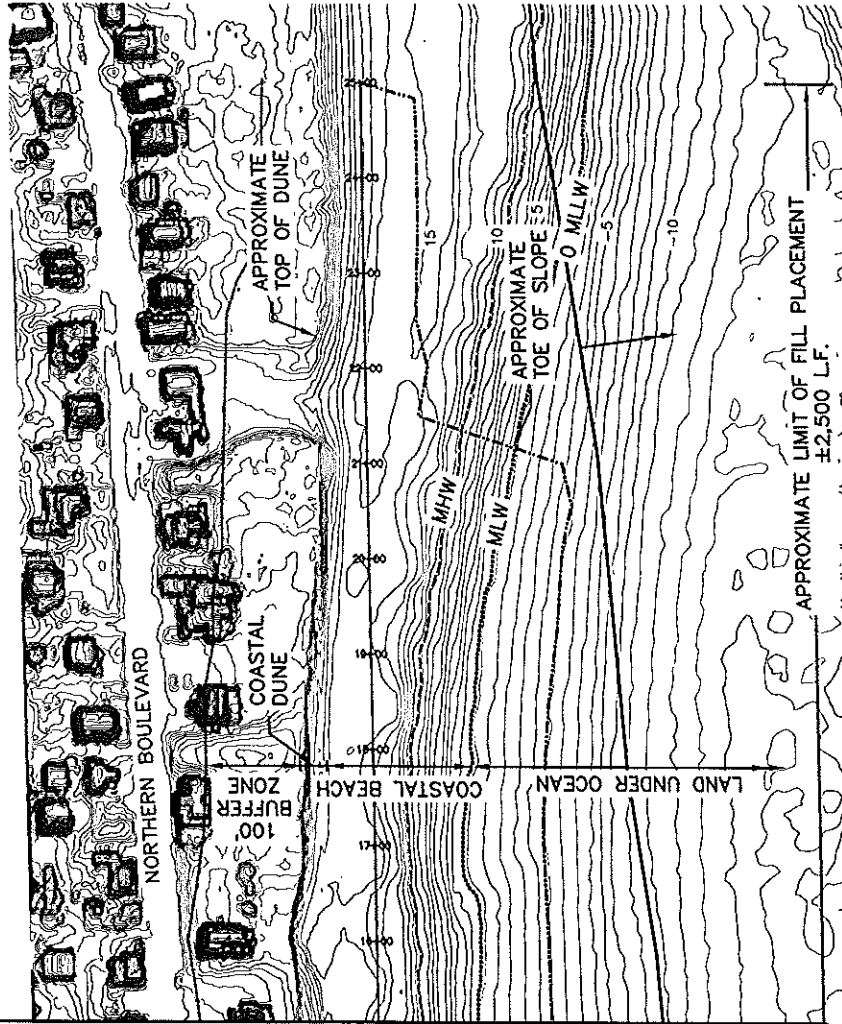 NORTHERN BOULEVARD
100'
BUFFER
ZONE
COASTAL
DUNE
APPROXIMATE
TOP OF DUNE
COASTAL BEACH
LAND UNDER OCEAN
16+00
17+00
18+00
19+00
20+00
21+00
22+00
23+00
24+00
25+00
MHW
MLW
15
10
5
0 MLLW
-5
-10
APPROXIMATE
TOE OF SLOPE
APPROXIMATE LIMIT OF FILL PLACEMENT
±2,500 L.F.